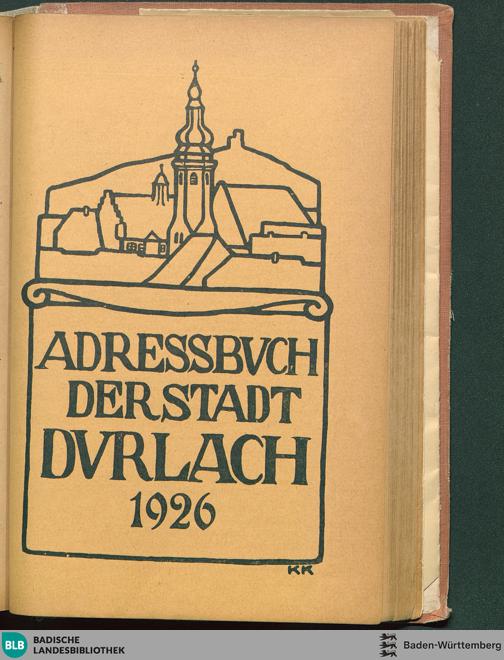 ADRESSBVCH
DER STADT
DVRLACH
1926
KK
BLB
BADISCHE
LANDESBIBLIOTHEK
Baden-Württemberg